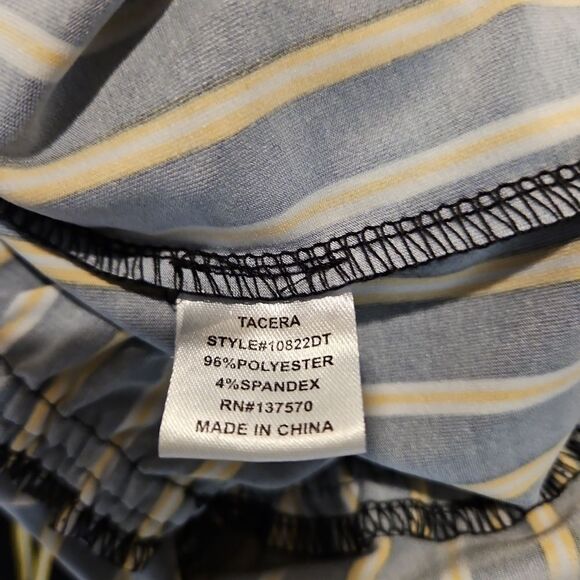 TACERA
STYLE#10822DT
96%POLYESTER
4%SPANDEX
RN#137570
MADE IN CHINA